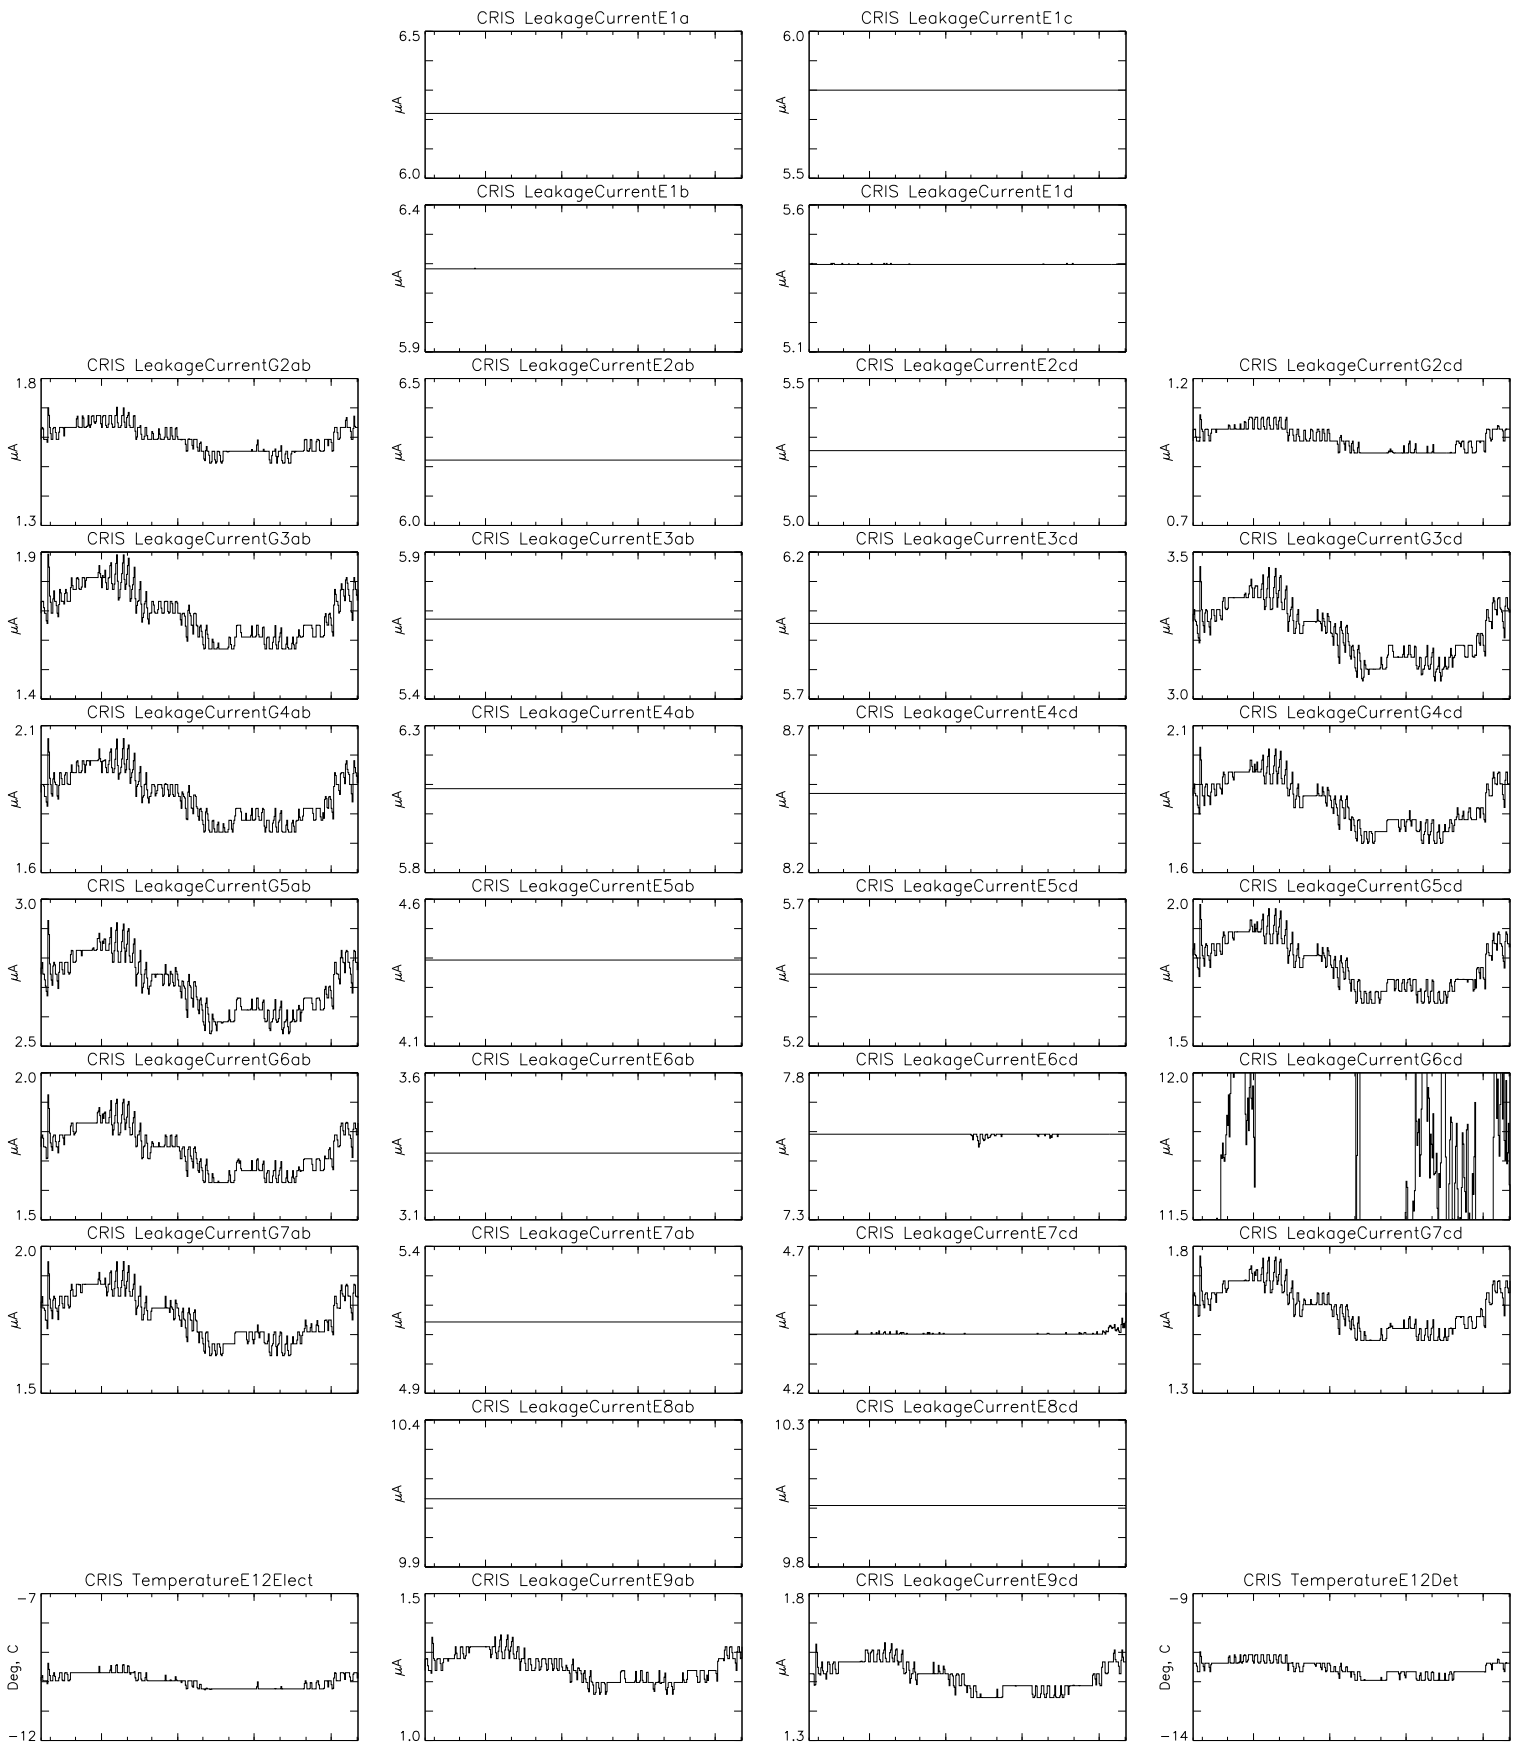 CRIS LeakageCurrentE1a CRIS LeakageCurrentE1c
6.5 6.0
μA μA
6.0 5.5
CRIS LeakageCurrentE1b CRIS LeakageCurrentE1d
6.4 5.6
μA μA
5.9 5.1
CRIS LeakageCurrentG2ab CRIS LeakageCurrentE2ab CRIS LeakageCurrentE2cd CRIS LeakageCurrentG2cd
1.8 6.5 5.5 1.2
μA μA μA μA
1.3 6.0 5.0 0.7
CRIS LeakageCurrentG3ab CRIS LeakageCurrentE3ab CRIS LeakageCurrentE3cd CRIS LeakageCurrentG3cd
1.9 5.9 6.2 3.5
μA μA μA μA
1.4 5.4 5.7 3.0
CRIS LeakageCurrentG4ab CRIS LeakageCurrentE4ab CRIS LeakageCurrentE4cd CRIS LeakageCurrentG4cd
2.1 6.3 8.7 2.1
μA μA μA μA
1.6 5.8 8.2 1.6
CRIS LeakageCurrentG5ab CRIS LeakageCurrentE5ab CRIS LeakageCurrentE5cd CRIS LeakageCurrentG5cd
3.0 4.6 5.7 2.0
μA μA μA μA
2.5 4.1 5.2 1.5
CRIS LeakageCurrentG6ab CRIS LeakageCurrentE6ab CRIS LeakageCurrentE6cd CRIS LeakageCurrentG6cd
2.0 3.6 7.8 12.0
μA μA μA μA
1.5 3.1 7.3 11.5
CRIS LeakageCurrentG7ab CRIS LeakageCurrentE7ab CRIS LeakageCurrentE7cd CRIS LeakageCurrentG7cd
2.0 5.4 4.7 1.8
μA μA μA μA
1.5 4.9 4.2 1.3
CRIS LeakageCurrentE8ab CRIS LeakageCurrentE8cd
10.4 10.3
μA μA
9.9 9.8
CRIS TemperatureE12Elect CRIS LeakageCurrentE9ab CRIS LeakageCurrentE9cd CRIS TemperatureE12Det
-7 1.5 1.8 -9
Deg, C μA μA Deg, C
-12 1.0 1.3 -14